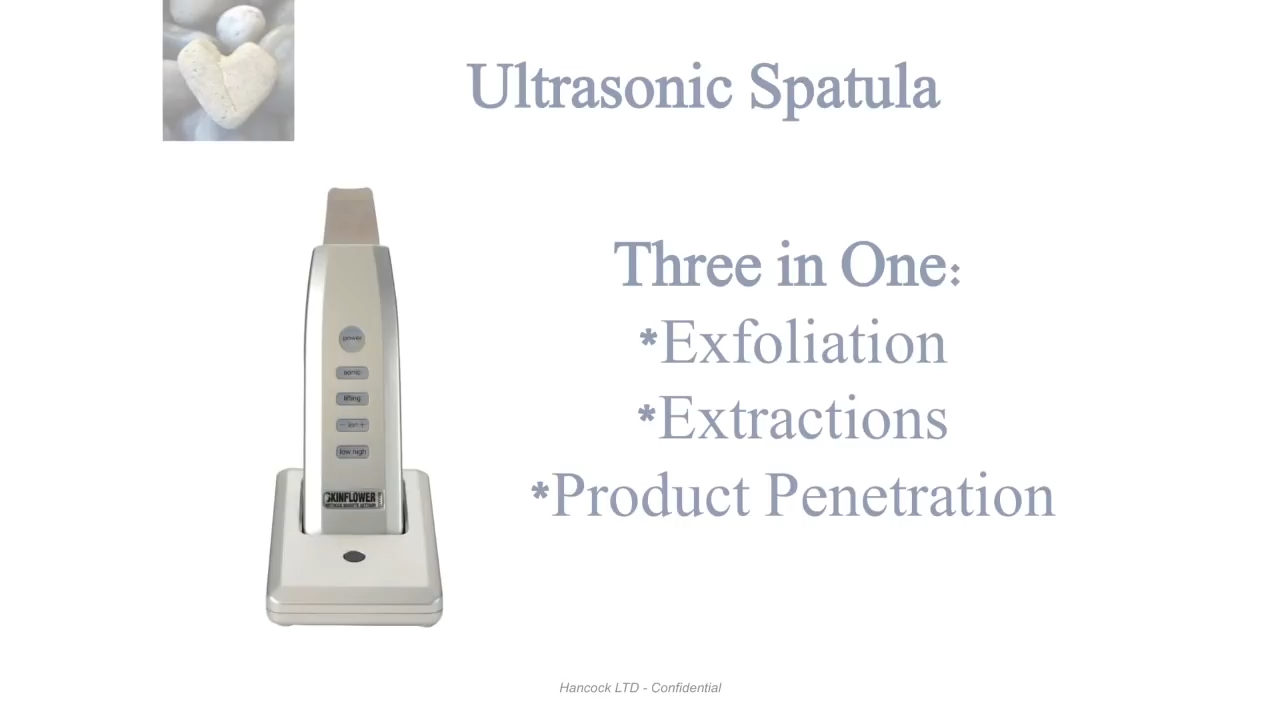 Ultrasonic Spatula
Three in One:
*Exfoliation
*Extractions
*Product Penetration
power
sonic
lifting
- ion +
low high
SKINFLOWER
Hancock LTD - Confidential